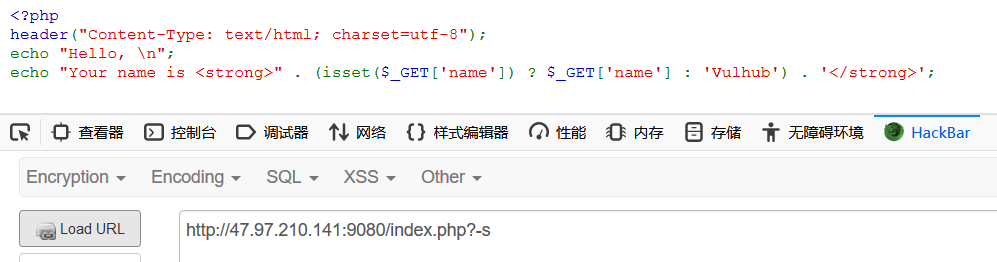 <?php
header("Content-Type: text/html; charset=utf-8");
echo "Hello, \n";
echo "Your name is <strong>" . (isset($_GET['name']) ? $_GET['name'] : 'Vulhub') . '</strong>';
查看器 控制台 调试器 网络 样式编辑器 性能 内存 存储 无障碍环境 HackBar
Encryption Encoding SQL XSS Other
Load URL http://47.97.210.141:9080/index.php?-s